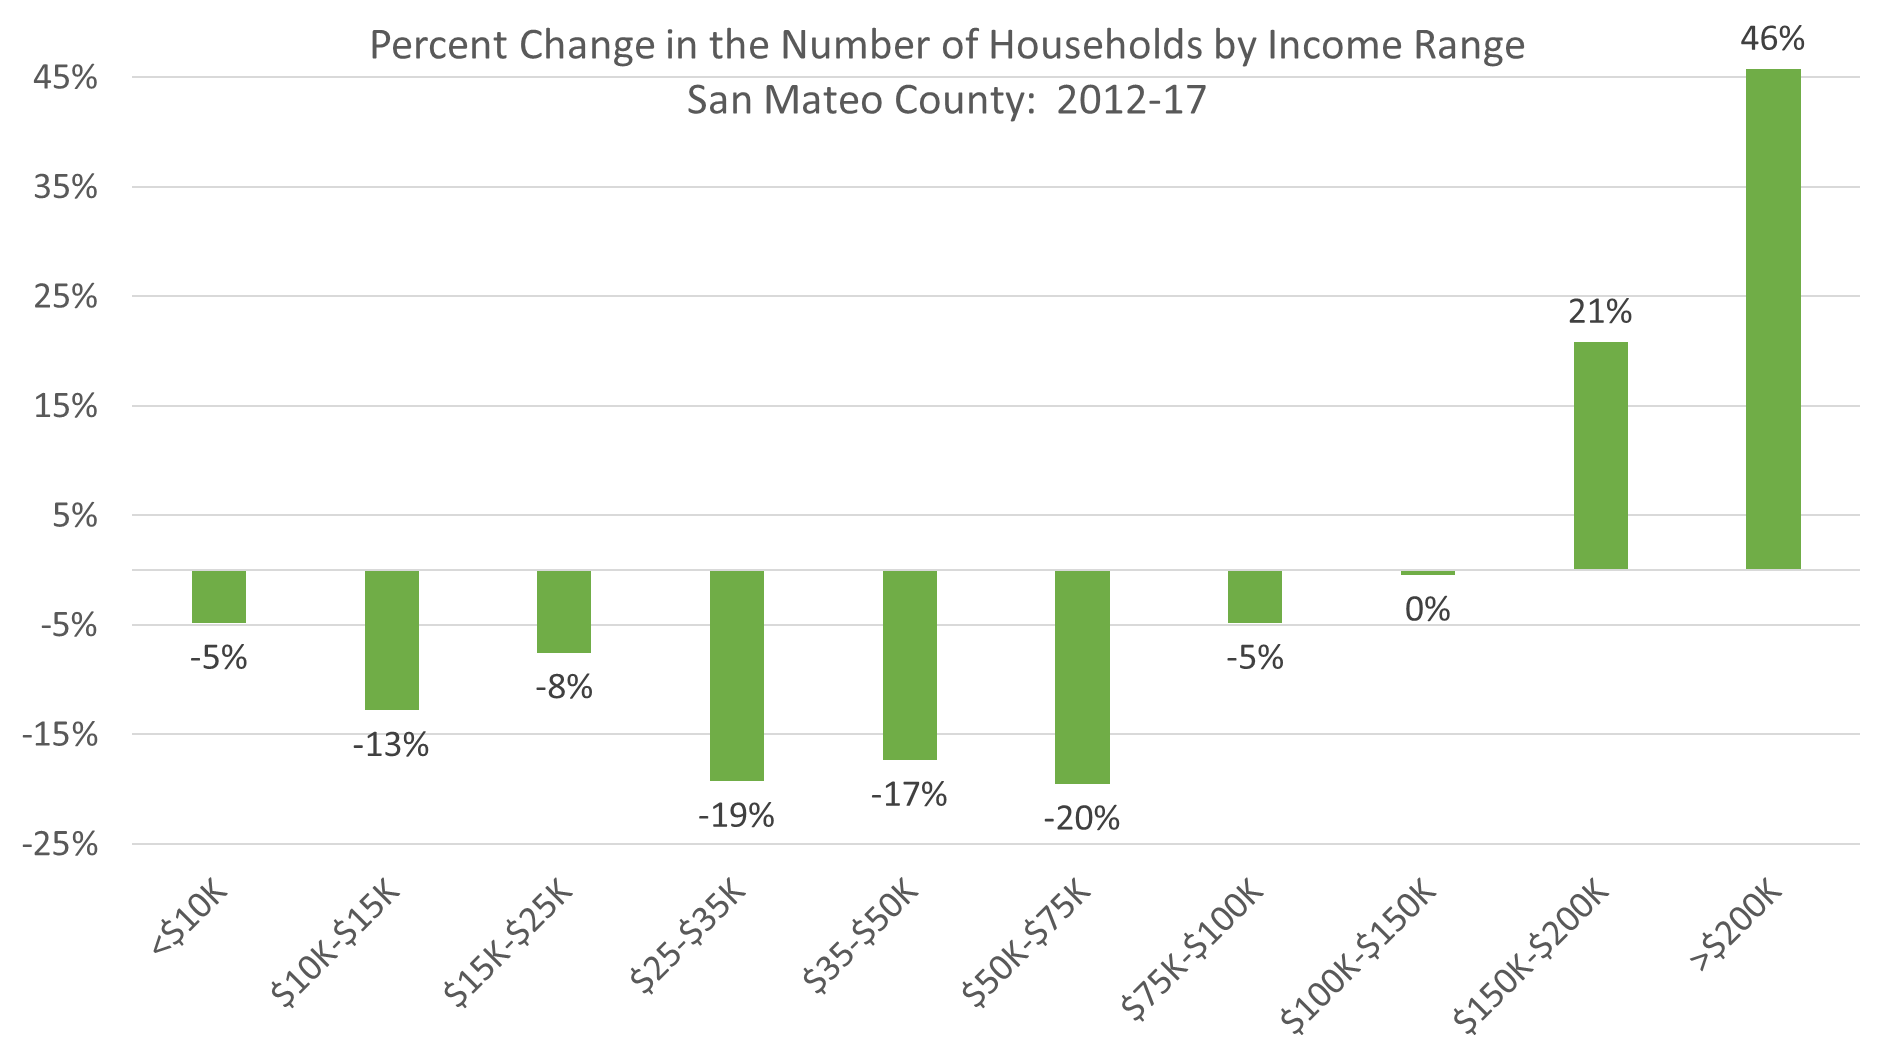 Percent Change in the Number of Households by Income Range
San Mateo County:  2012-17
45%
35%
25%
15%
5%
-5%
-15%
-25%
-5%
-13%
-8%
-19%
-17%
-20%
-5%
0%
21%
46%
<$10K
$10K-$15K
$15K-$25K
$25-$35K
$35-$50K
$50K-$75K
$75K-$100K
$100K-$150K
$150K-$200K
>$200K